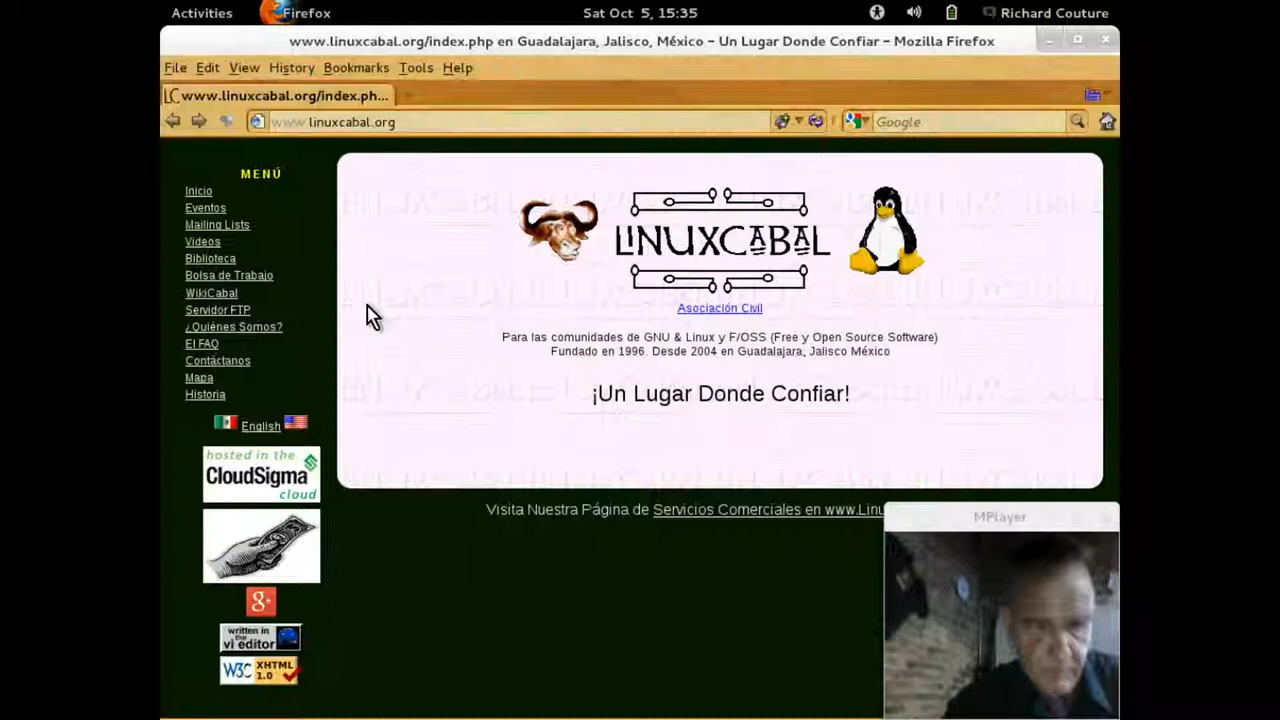 Activities Firefox Sat Oct 5, 15:35 Richard Couture
www.linuxcabal.org/index.php en Guadalajara, Jalisco, México - Un Lugar Donde Confiar - Mozilla Firefox
File Edit View History Bookmarks Tools Help
www.linuxcabal.org/index.ph...
www.linuxcabal.org Google
MENÚ
Inicio
Eventos
Mailing Lists
Videos
Biblioteca
Bolsa de Trabajo
WikiCabal
Servidor FTP
¿Quiénes Somos?
El FAQ
Contáctanos
Mapa
Historia
English
hosted in the
CloudSigma
cloud
g+
written in
the
vi editor
W3C XHTML
1.0
LINUXCABAL
Asociación Civil
Para las comunidades de GNU & Linux y F/OSS (Free y Open Source Software)
Fundado en 1996. Desde 2004 en Guadalajara, Jalisco México
¡Un Lugar Donde Confiar!
Visita Nuestra Página de Servicios Comerciales en www.Linu
MPlayer